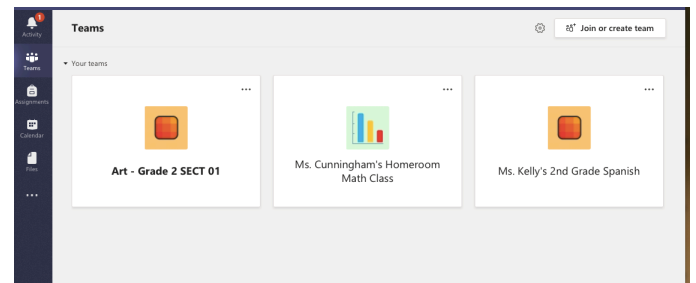 1
Activity
Teams
Assignments
Calendar
Files
...
Teams
Join or create team
Your teams
...
Art - Grade 2 SECT 01
...
Ms. Cunningham's Homeroom
Math Class
...
Ms. Kelly's 2nd Grade Spanish